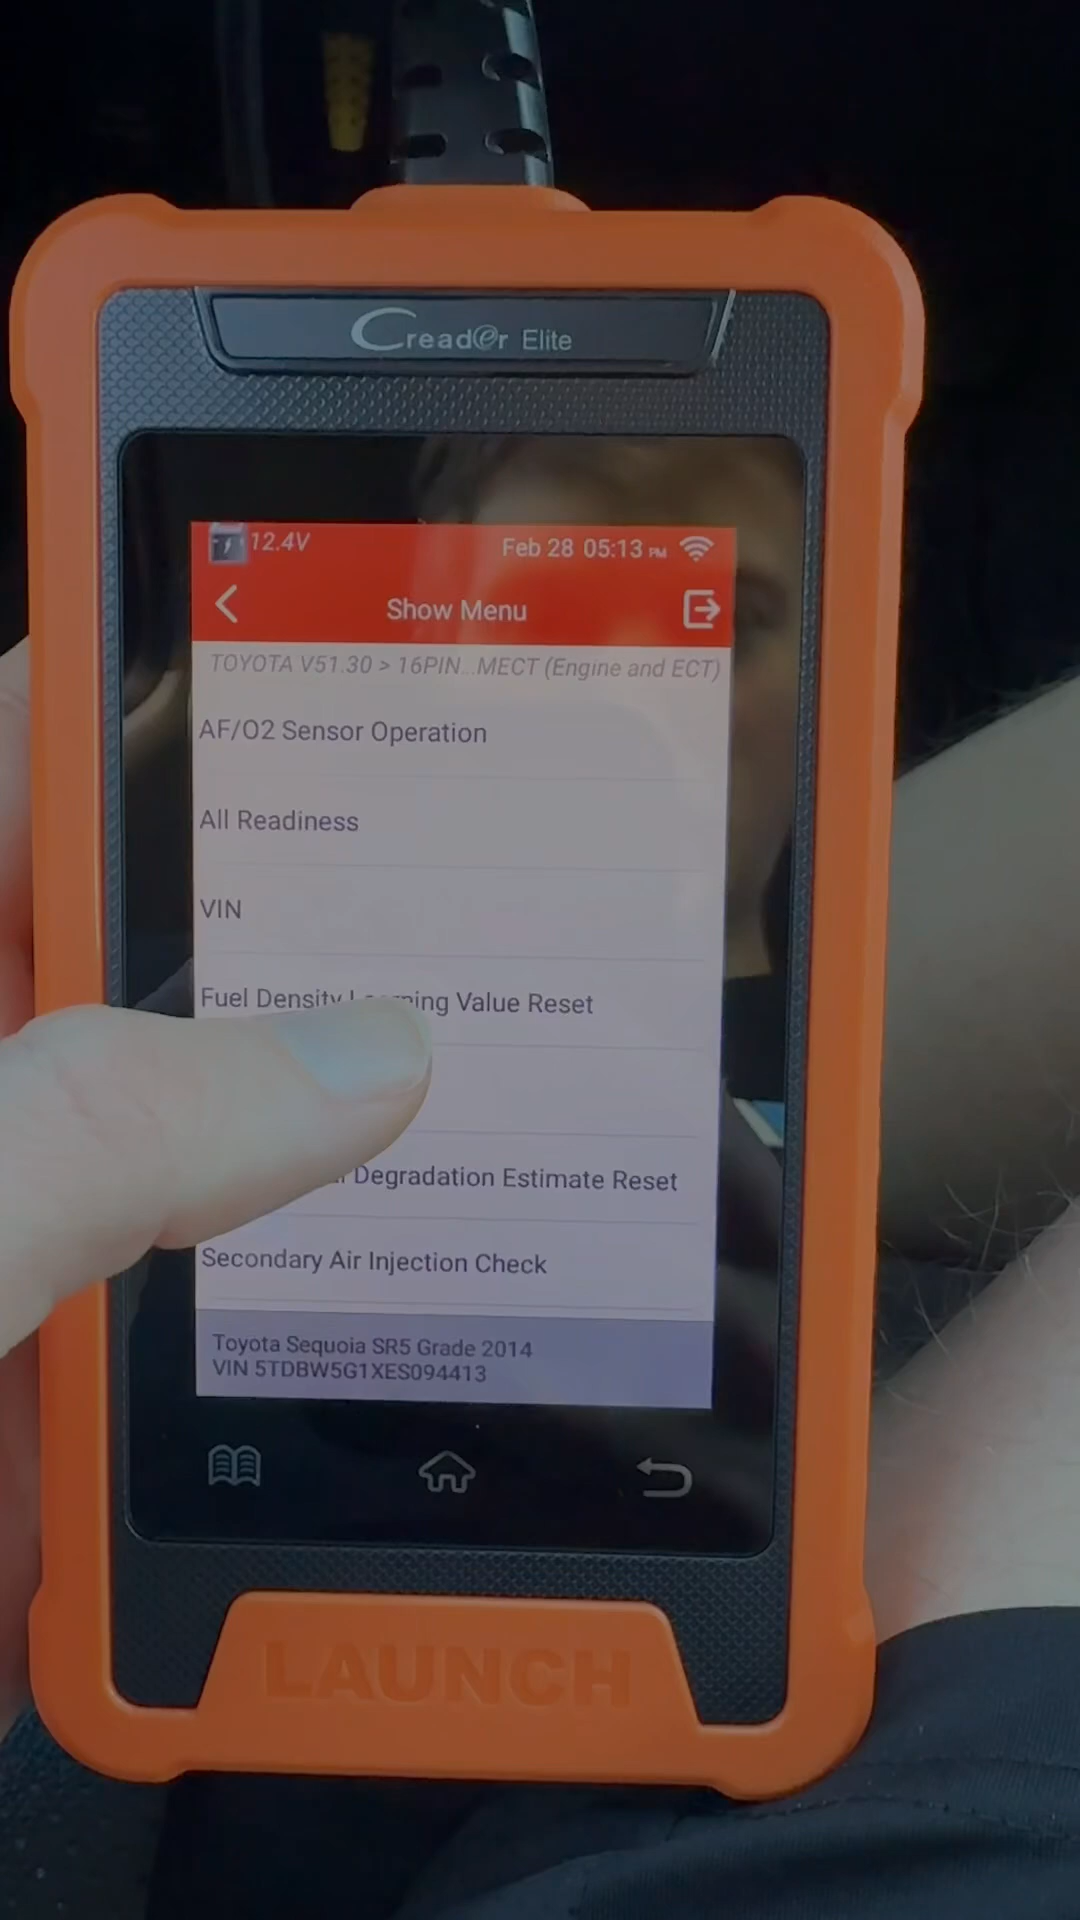 Creader Elite
12.4V Feb 28 05:13 PM
Show Menu
TOYOTA V51.30 > 16PIN...MECT (Engine and ECT)
AF/O2 Sensor Operation
All Readiness
VIN
Fuel Density Value Reset
Degradation Estimate Reset
Secondary Air Injection Check
Toyota Sequoia SR5 Grade 2014
VIN 5TDBW5G1XES094413
LAUNCH